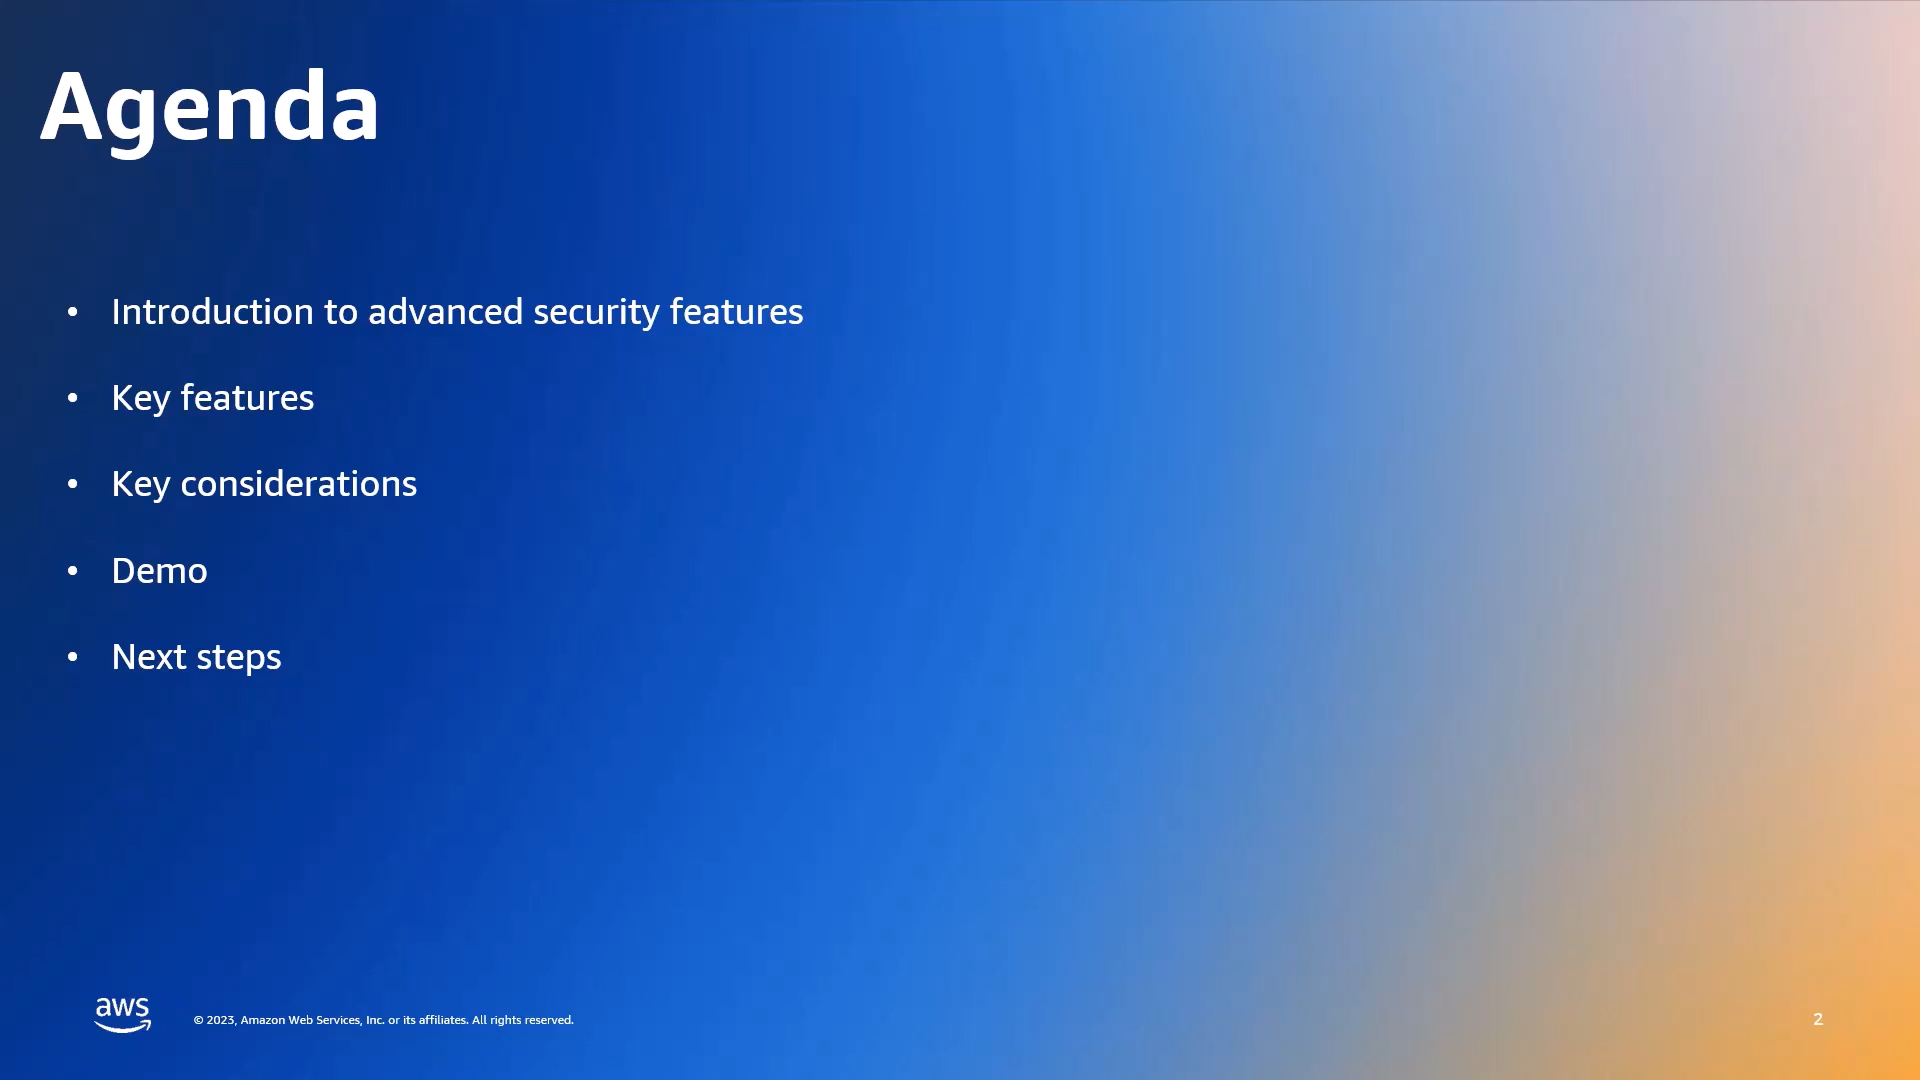 Agenda
• Introduction to advanced security features
• Key features
• Key considerations
• Demo
• Next steps
aws
© 2023, Amazon Web Services, Inc. or its affiliates. All rights reserved.
2